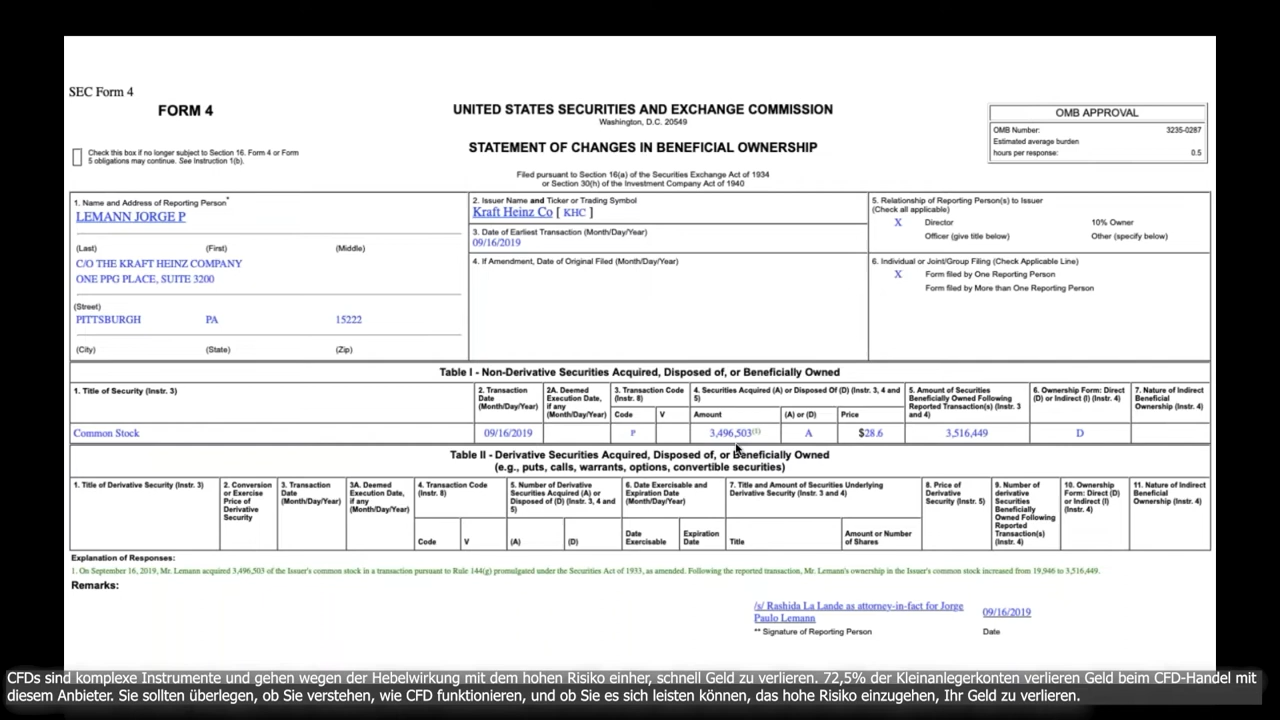 SEC Form 4
FORM 4
UNITED STATES SECURITIES AND EXCHANGE COMMISSION
Washington, D.C. 20549
STATEMENT OF CHANGES IN BENEFICIAL OWNERSHIP
Filed pursuant to Section 16(a) of the Securities Exchange Act of 1934
or Section 30(h) of the Investment Company Act of 1940
OMB APPROVAL
OMB Number: 3235-0287
Estimated average burden
hours per response: 0.5
Check this box if no longer subject to Section 16. Form 4 or Form
5 obligations may continue. See Instruction 1(b).
1. Name and Address of Reporting Person*
LEMANN JORGE P
(Last) (First) (Middle)
C/O THE KRAFT HEINZ COMPANY
ONE PPG PLACE, SUITE 3200
(Street)
PITTSBURGH PA 15222
(City) (State) (Zip)
2. Issuer Name and Ticker or Trading Symbol
Kraft Heinz Co [ KHC ]
3. Date of Earliest Transaction (Month/Day/Year)
09/16/2019
4. If Amendment, Date of Original Filed (Month/Day/Year)
5. Relationship of Reporting Person(s) to Issuer
(Check all applicable)
X Director 10% Owner
Officer (give title below) Other (specify below)
6. Individual or Joint/Group Filing (Check Applicable Line)
X Form filed by One Reporting Person
Form filed by More than One Reporting Person
Table I - Non-Derivative Securities Acquired, Disposed of, or Beneficially Owned
1. Title of Security (Instr. 3)
2. Transaction
Date
(Month/Day/Year)
2A. Deemed
Execution Date,
if any
(Month/Day/Year)
3. Transaction Code
(Instr. 8)
4. Securities Acquired (A) or Disposed Of (D) (Instr. 3, 4 and
5)
5. Amount of Securities
Beneficially Owned Following
Reported Transaction(s) (Instr. 3
and 4)
6. Ownership Form: Direct
(D) or Indirect (I) (Instr. 4)
7. Nature of Indirect
Beneficial
Ownership (Instr. 4)
Code V Amount (A) or (D) Price
Common Stock 09/16/2019 P 3,496,503(1) A $28.6 3,516,449 D
Table II - Derivative Securities Acquired, Disposed of, or Beneficially Owned
(e.g., puts, calls, warrants, options, convertible securities)
1. Title of Derivative Security (Instr. 3)
2. Conversion
or Exercise
Price of
Derivative
Security
3. Transaction
Date
(Month/Day/Year)
3A. Deemed
Execution Date,
if any
(Month/Day/Year)
4. Transaction Code
(Instr. 8)
5. Number of Derivative
Securities Acquired (A) or
Disposed of (D) (Instr. 3, 4 and
5)
6. Date Exercisable and
Expiration Date
(Month/Day/Year)
7. Title and Amount of Securities Underlying
Derivative Security (Instr. 3 and 4)
8. Price of
Derivative
Security (Instr. 5)
9. Number of
derivative
Securities
Beneficially
Owned Following
Reported
Transaction(s)
(Instr. 4)
10. Ownership
Form: Direct (D)
or Indirect (I)
(Instr. 4)
11. Nature of Indirect
Beneficial Ownership
(Instr. 4)
Code V (A) (D)
Date
Exercisable
Expiration
Date
Title
Amount or Number
of Shares
Explanation of Responses:
1. On September 16, 2019, Mr. Lemann acquired 3,496,503 of the Issuer's common stock in a transaction pursuant to Rule 144(g) promulgated under the Securities Act of 1933, as amended. Following the reported transaction, Mr. Lemann's ownership in the Issuer's common stock increased from 19,946 to 3,516,449.
Remarks:
/s/ Rashida La Lande as attorney-in-fact for Jorge
Paulo Lemann
09/16/2019
** Signature of Reporting Person Date
CFDs sind komplexe Instrumente und gehen wegen der Hebelwirkung mit dem hohen Risiko einher, schnell Geld zu verlieren. 72,5% der Kleinanlegerkonten verlieren Geld beim CFD-Handel mit
diesem Anbieter. Sie sollten überlegen, ob Sie verstehen, wie CFD funktionieren, und ob Sie es sich leisten können, das hohe Risiko einzugehen, Ihr Geld zu verlieren.